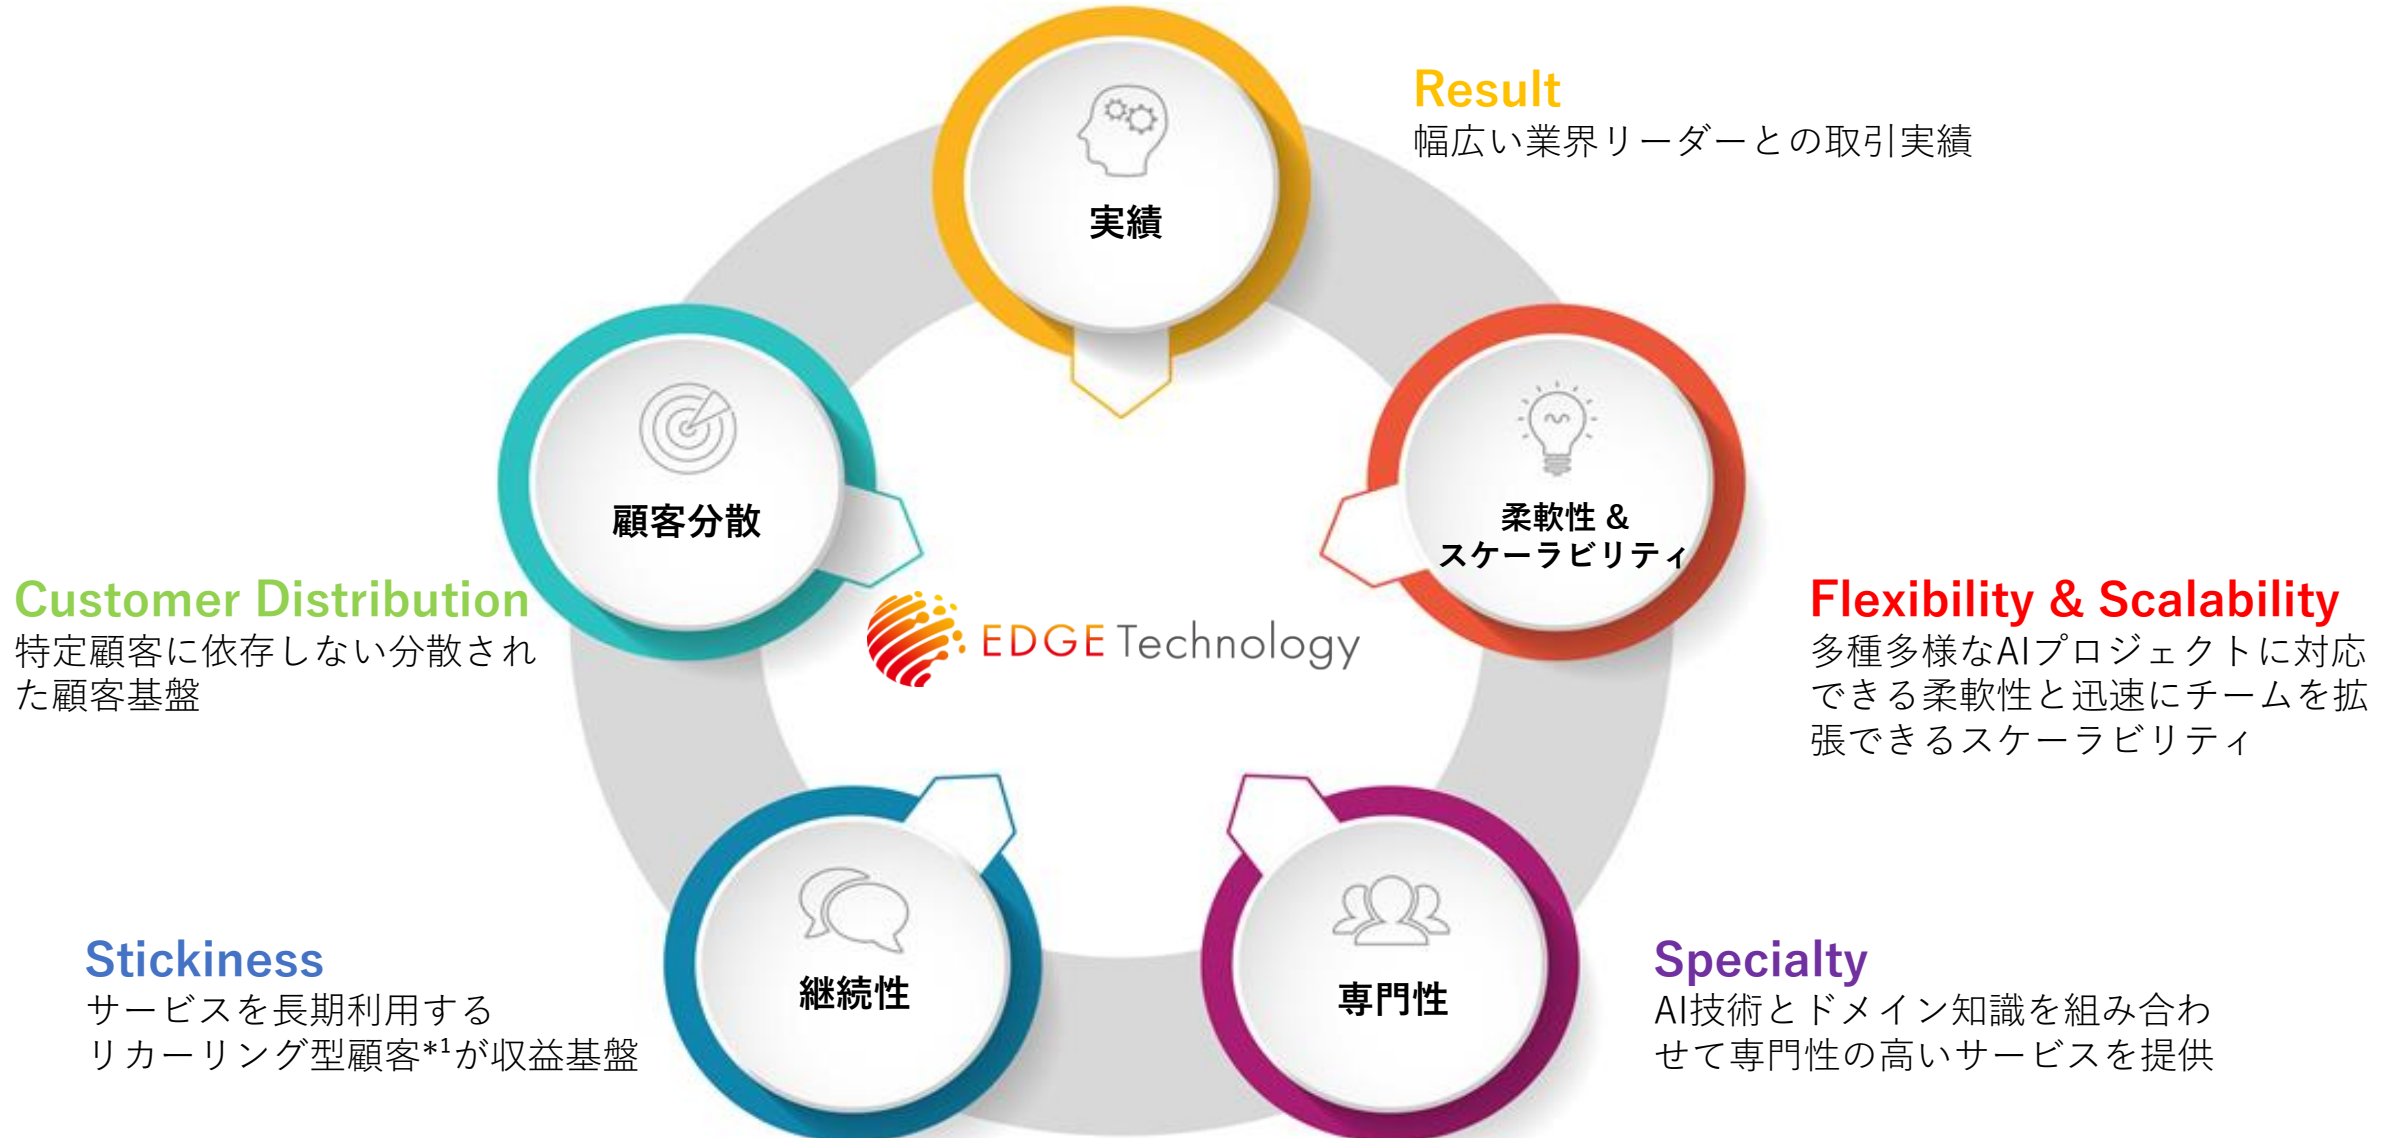 Result
幅広い業界リーダーとの取引実績
実績
顧客分散
柔軟性 &
スケーラビリティ
Customer Distribution
特定顧客に依存しない分散され
た顧客基盤
EDGE Technology
Flexibility & Scalability
多種多様なAIプロジェクトに対応
できる柔軟性と迅速にチームを拡
張できるスケーラビリティ
Stickiness
サービスを長期利用する
リカーリング型顧客*1が収益基盤
継続性
専門性
Specialty
AI技術とドメイン知識を組み合わ
せて専門性の高いサービスを提供